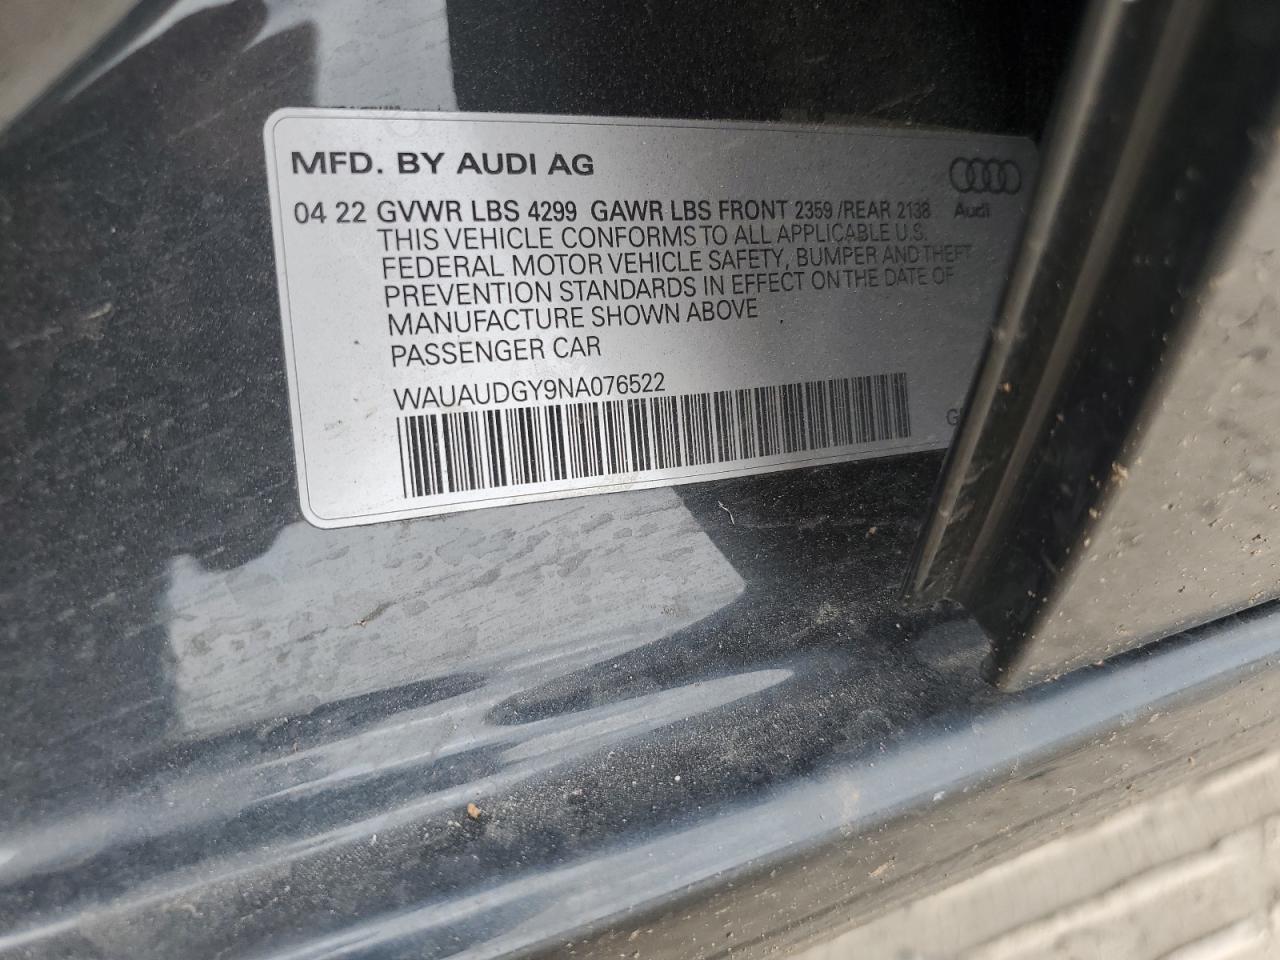 MFD. BY AUDI AG
04 22 GVWR LBS 4299 GAWR LBS FRONT 2359 /REAR 2138
Audi
THIS VEHICLE CONFORMS TO ALL APPLICABLE U.S.
FEDERAL MOTOR VEHICLE SAFETY, BUMPER AND THEFT
PREVENTION STANDARDS IN EFFECT ON THE DATE OF
MANUFACTURE SHOWN ABOVE
PASSENGER CAR
WAUAUDGY9NA076522